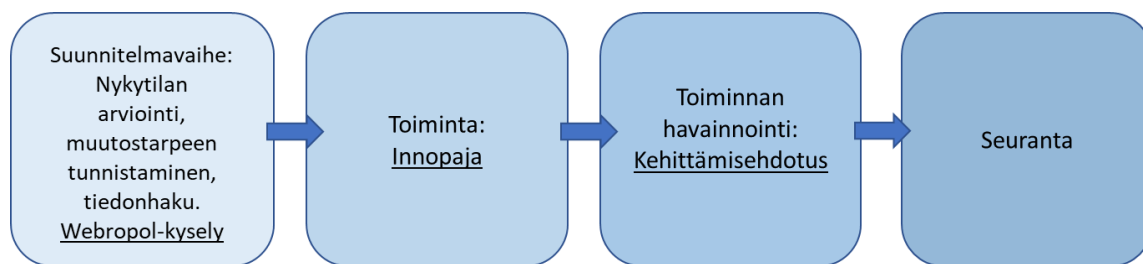 Suunnitelmavaihe:
Nykytilan
arviointi,
muutostarpeen
tunnistaminen,
tiedonhaku.
Webropol-kysely
Toiminta:
Innopaja
Toiminnan
havainnointi:
Kehittämisehdotus
Seuranta